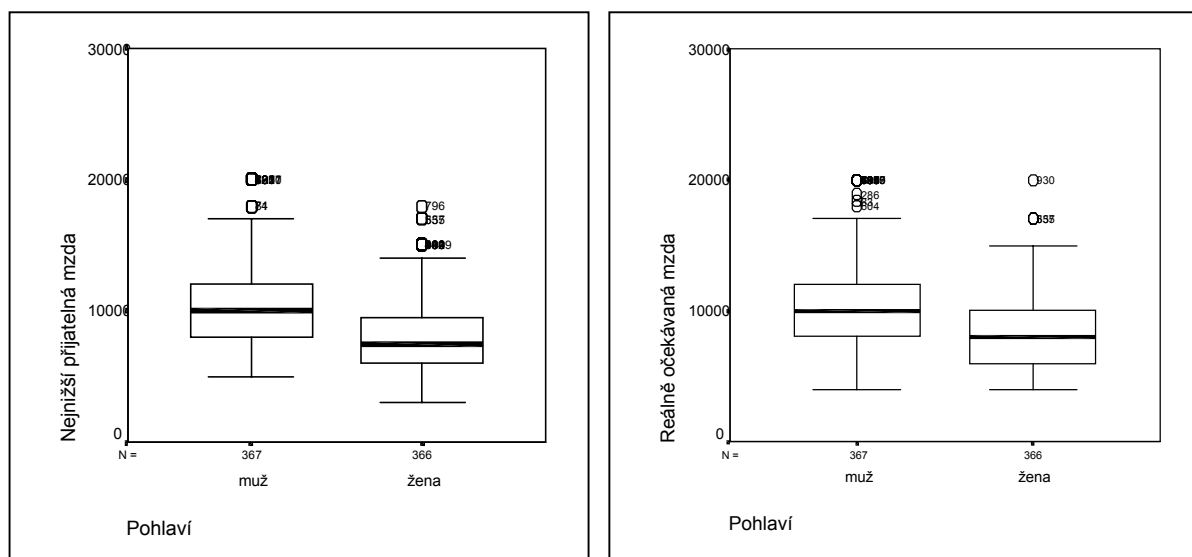 30000
20000
10000
0
Nejnižší přijatelná mzda
796
N =
367
366
muž
žena
Pohlaví
30000
20000
10000
0
Reálně očekávaná mzda
286
930
N =
367
366
muž
žena
Pohlaví